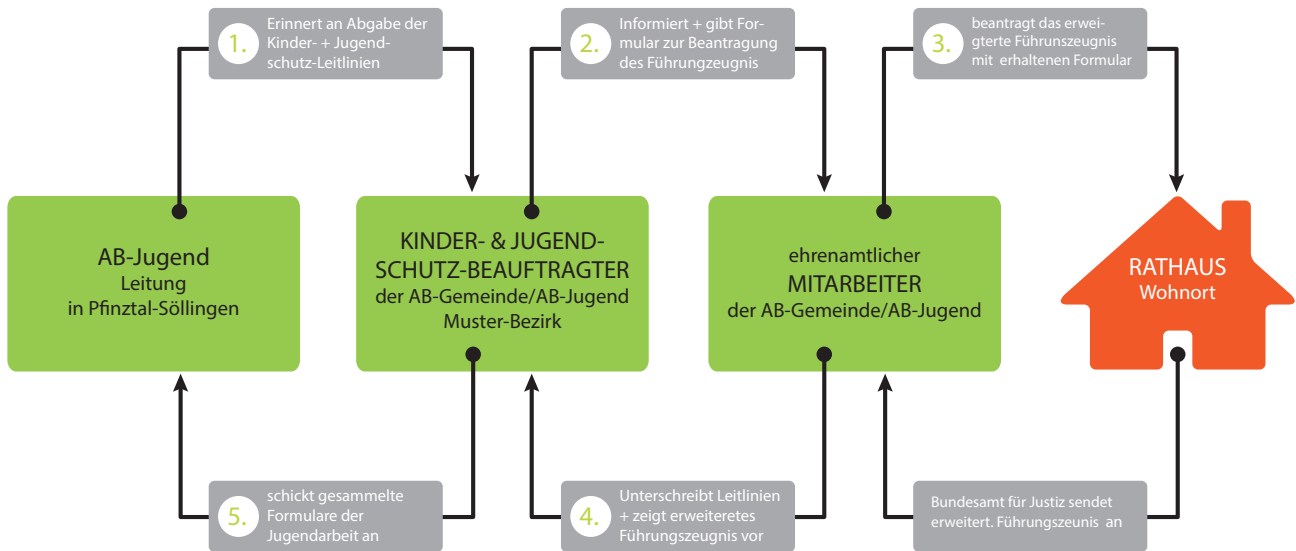 1.
Erinnert an Abgabe der
Kinder- + Jugend-
schutz-Leitlinien
2.
Informiert + gibt For-
mular zur Beantragung
des Führungzeugnis
3.
beantragt das erwei-
gterte Führunszeugnis
mit erhaltenen Formular
AB-Jugend
Leitung
in Pfinztal-Söllingen
KINDER- & JUGEND-
SCHUTZ-BEAUFTRAGTER
der AB-Gemeinde/AB-Jugend
Muster-Bezirk
ehrenamtlicher
MITARBEITER
der AB-Gemeinde/AB-Jugend
RATHAUS
Wohnort
5.
schickt gesammelte
Formulare der
Jugendarbeit an
4.
Unterschreibt Leitlinien
+ zeigt erweiteretes
Führungszeugnis vor
Bundesamt für Justiz sendet
erweitert. Führungszeunis an